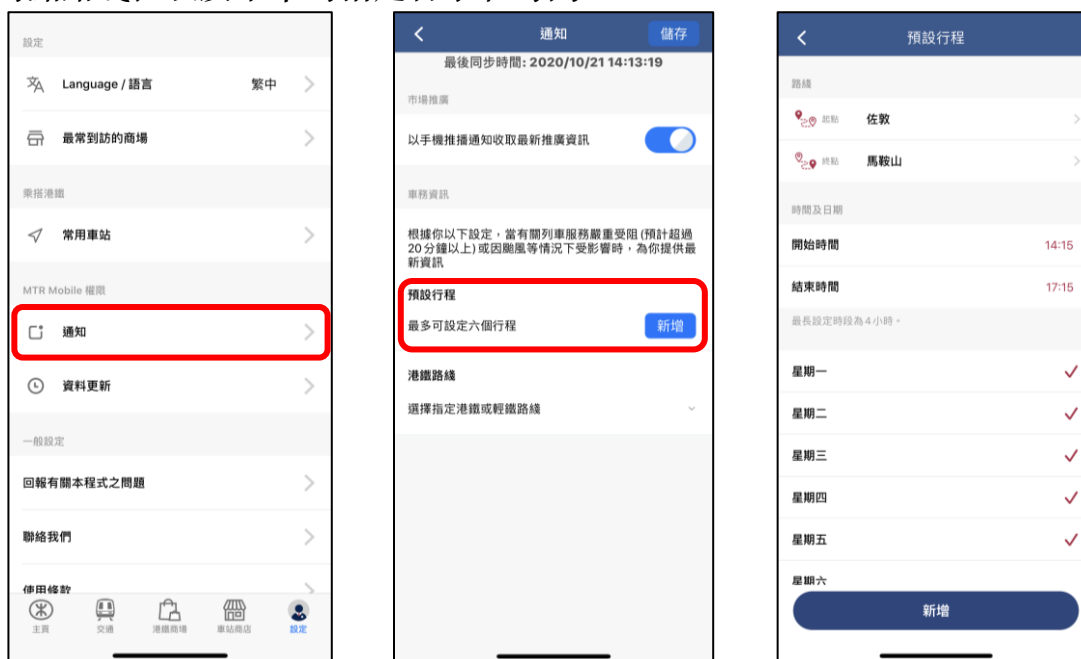 設定
Language / 語言 繁中
最常到訪的商場
乘搭港鐵
常用車站
MTR Mobile 權限
通知
資料更新
一般設定
回報有關本程式之問題
聯絡我們
使用條款
主頁 交通 港鐵商場 車站商店 設定
通知 儲存
最後同步時間: 2020/10/21 14:13:19
市場推廣
以手機推播通知收取最新推廣資訊
車務資訊
根據你以下設定，當有關列車服務嚴重受阻 (預計超過
20 分鐘以上) 或因颱風等情況下受影響時，為你提供最
新資訊
預設行程
最多可設定六個行程 新增
港鐵路綫
選擇指定港鐵或輕鐵路綫
預設行程
路綫
起點 佐敦
終點 馬鞍山
時間及日期
開始時間 14:15
結束時間 17:15
最長設定時段為 4 小時。
星期一
星期二
星期三
星期四
星期五
星期六
新增